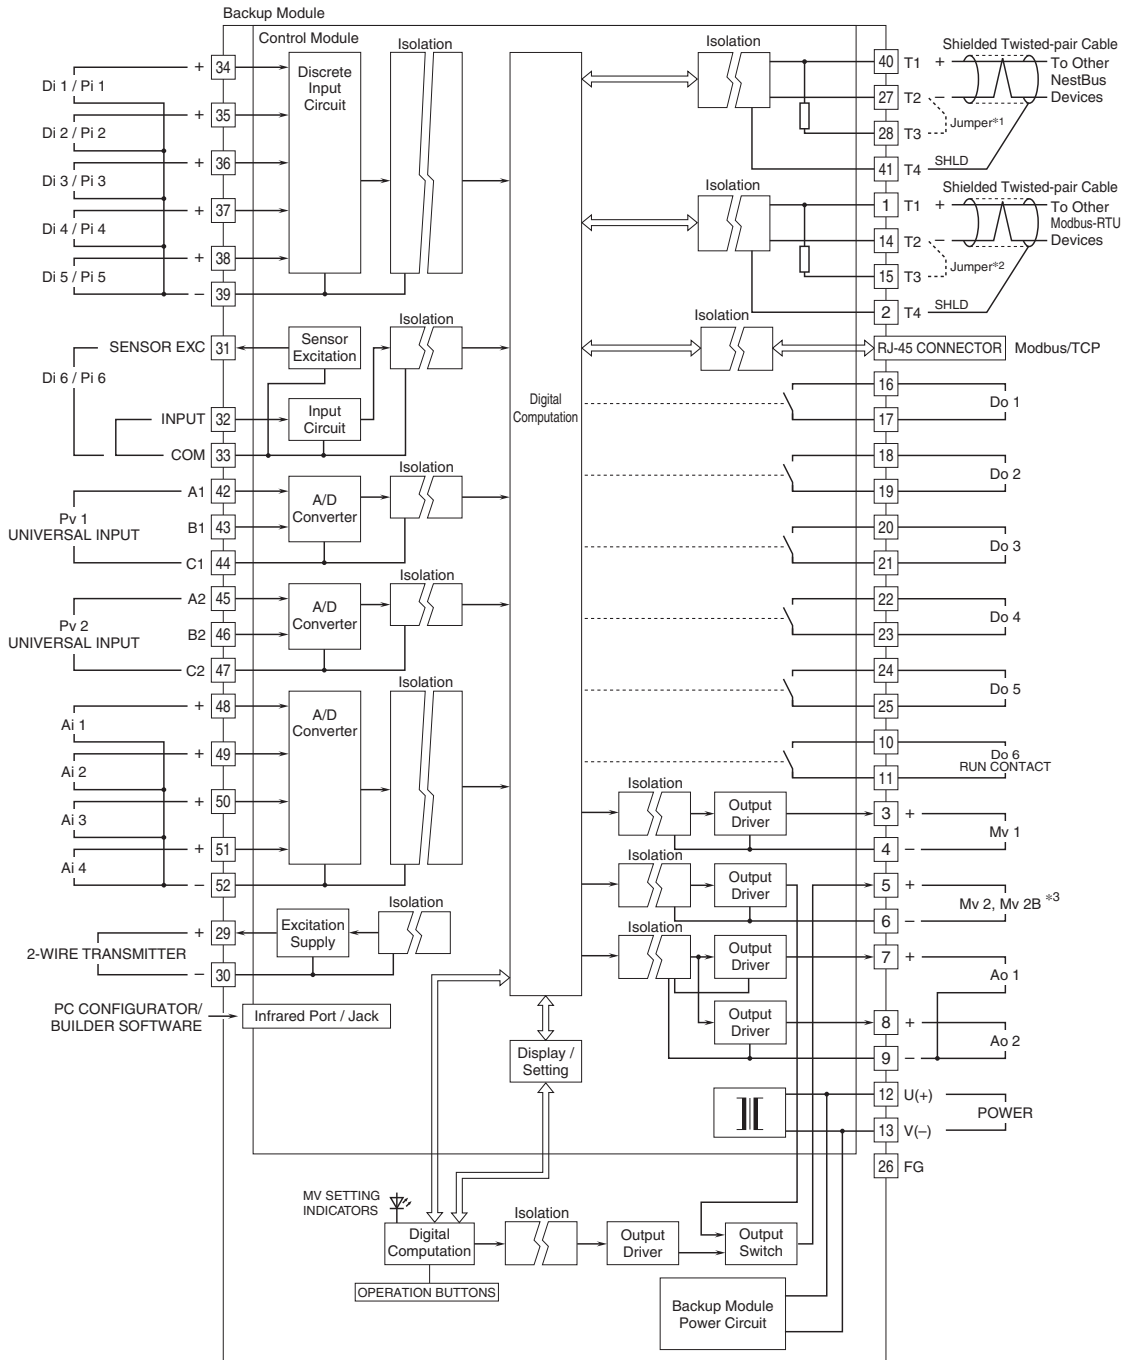 Backup Module
Control Module
Isolation
Discrete
Input
Circuit
Di 1 / Pi 1
Di 2 / Pi 2
Di 3 / Pi 3
Di 4 / Pi 4
Di 5 / Pi 5
+ 34
+ 35
+ 36
+ 37
+ 38
– 39
Isolation
SENSOR EXC 31
Sensor
Excitation
Di 6 / Pi 6
INPUT 32
Input
Circuit
COM 33
Isolation
A1 42
A/D
Converter
Pv 1
UNIVERSAL INPUT
B1 43
C1 44
Isolation
A2 45
A/D
Converter
Pv 2
UNIVERSAL INPUT
B2 46
C2 47
Isolation
+ 48
A/D
Converter
Ai 1
+ 49
Ai 2
+ 50
Ai 3
+ 51
Ai 4
– 52
Isolation
+ 29
Excitation
Supply
2-WIRE TRANSMITTER
– 30
PC CONFIGURATOR/
BUILDER SOFTWARE
Infrared Port / Jack
Digital
Computation
Display /
Setting
Isolation
40 T1 +
27 T2 –
28 T3
41 T4 SHLD
Jumper*1
Shielded Twisted-pair Cable
To Other
NestBus
Devices
Isolation
1 T1 +
14 T2 –
15 T3
2 T4 SHLD
Jumper*2
Shielded Twisted-pair Cable
To Other
Modbus-RTU
Devices
Isolation
RJ-45 CONNECTOR Modbus/TCP
16
Do 1
17
18
Do 2
19
20
Do 3
21
22
Do 4
23
24
Do 5
25
10
Do 6
RUN CONTACT
11
Isolation
Output
Driver
3 +
Mv 1
4 –
Isolation
Output
Driver
5 +
Mv 2, Mv 2B *3
6 –
Isolation
Output
Driver
7 +
Ao 1
Output
Driver
8 +
Ao 2
9 –
12 U(+)
POWER
13 V(–)
26 FG
MV SETTING
INDICATORS
Digital
Computation
Isolation
Output
Driver
Output
Switch
OPERATION BUTTONS
Backup Module
Power Circuit